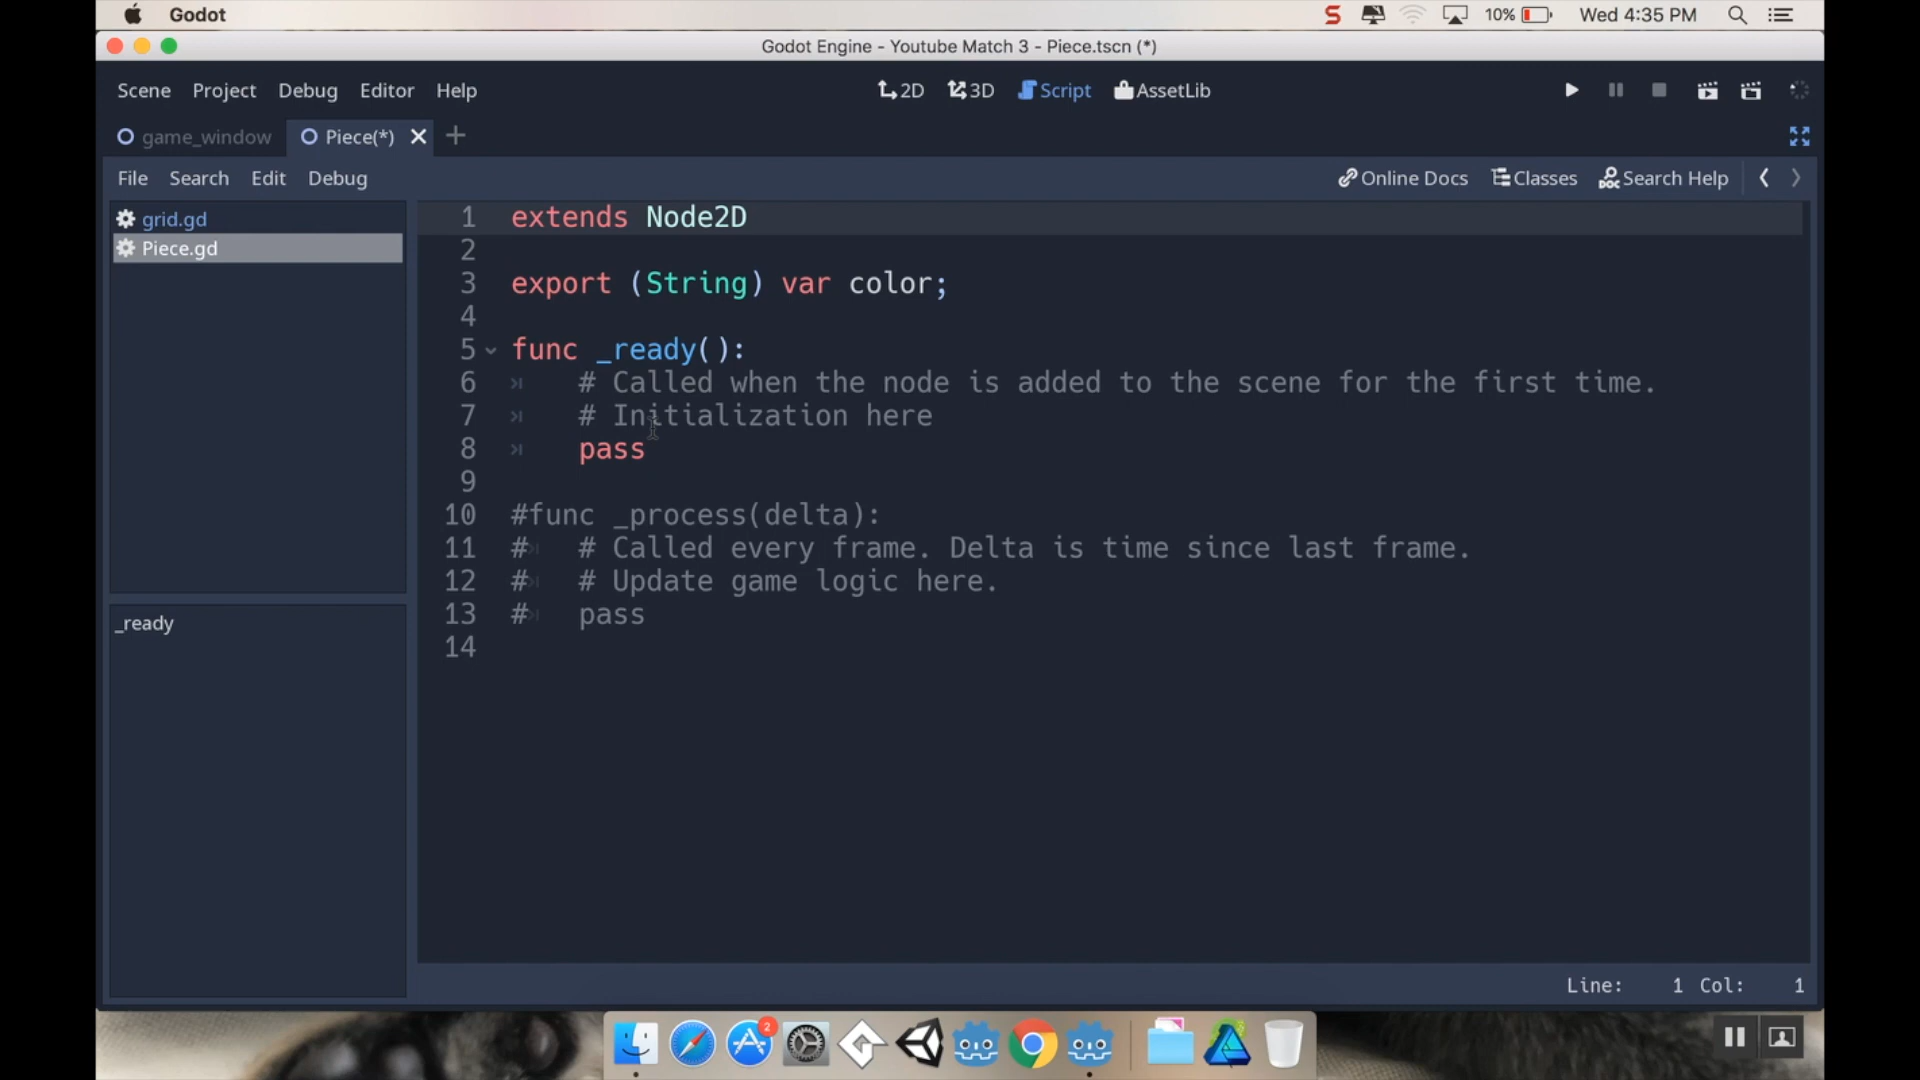 Godot
S
10%
Wed 4:35 PM
Godot Engine - Youtube Match 3 - Piece.tscn (*)
Scene Project Debug Editor Help
2D 3D Script AssetLib
game_window
Piece(*)
File Search Edit Debug
Online Docs Classes Search Help
grid.gd
Piece.gd
_ready
1 extends Node2D
2
3 export (String) var color;
4
5 func _ready():
6 # Called when the node is added to the scene for the first time.
7 # Initialization here
8 pass
9
10 #func _process(delta):
11 # # Called every frame. Delta is time since last frame.
12 # # Update game logic here.
13 # pass
14
Line: 1 Col: 1
2